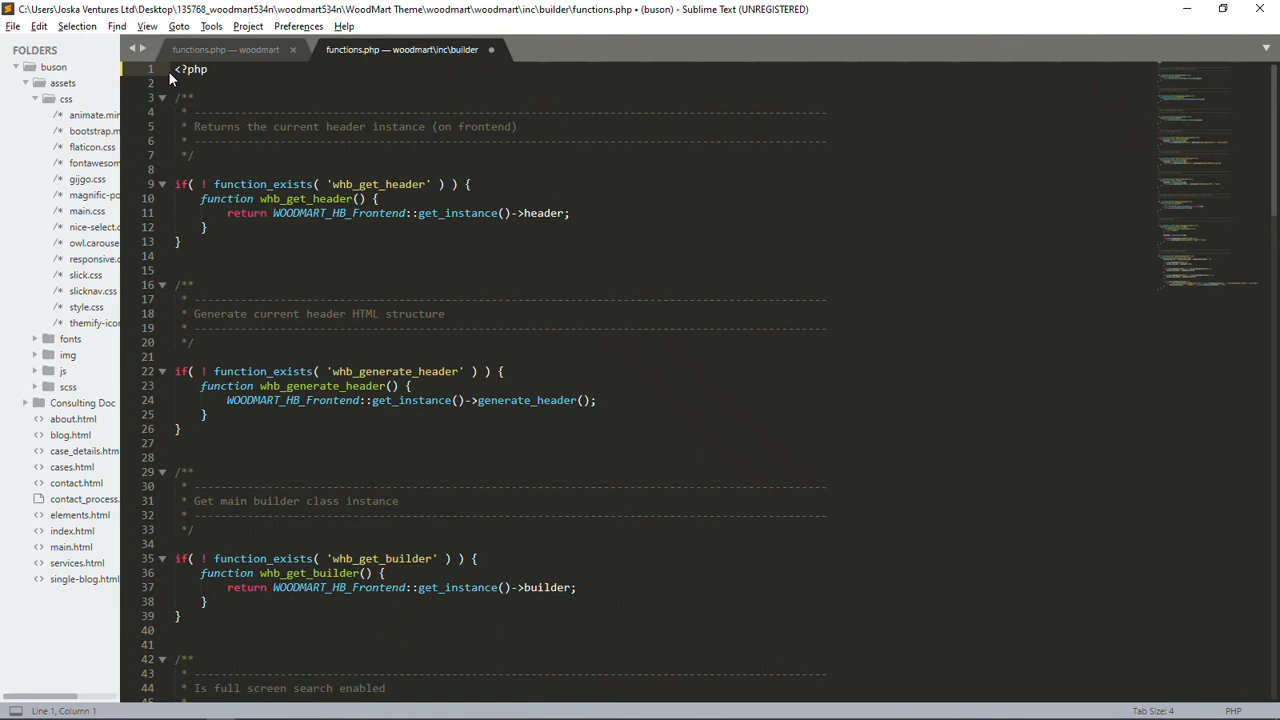 C:\Users\Joska Ventures Ltd\Desktop\135768_woodmart534n\woodmart534n\WoodMart Theme\woodmart\woodmart\inc\builder\functions.php • (buson) - Sublime Text (UNREGISTERED)
File Edit Selection Find View Goto Tools Project Preferences Help
FOLDERS
buson
assets
css
/* animate.min
/* bootstrap.m
/* flaticon.css
/* fontawesom
/* gijgo.css
/* magnific-po
/* main.css
/* nice-select.c
/* owl.carouse
/* responsive.c
/* slick.css
/* slicknav.css
/* style.css
/* themify-icon
fonts
img
js
scss
Consulting Doc
<> about.html
<> blog.html
<> case_details.htm
<> cases.html
<> contact.html
contact_process.
<> elements.html
<> index.html
<> main.html
<> services.html
<> single-blog.html
functions.php — woodmart × functions.php — woodmart\inc\builder
1 <?php
2
3 /**
4 * ------------------------------------------------------------------------------------------------
5 * Returns the current header instance (on frontend)
6 * ------------------------------------------------------------------------------------------------
7 */
8
9 if( ! function_exists( 'whb_get_header' ) ) {
10 function whb_get_header() {
11 return WOODMART_HB_Frontend::get_instance()->header;
12 }
13 }
14
15
16 /**
17 * ------------------------------------------------------------------------------------------------
18 * Generate current header HTML structure
19 * ------------------------------------------------------------------------------------------------
20 */
21
22 if( ! function_exists( 'whb_generate_header' ) ) {
23 function whb_generate_header() {
24 WOODMART_HB_Frontend::get_instance()->generate_header();
25 }
26 }
27
28
29 /**
30 * ------------------------------------------------------------------------------------------------
31 * Get main builder class instance
32 * ------------------------------------------------------------------------------------------------
33 */
34
35 if( ! function_exists( 'whb_get_builder' ) ) {
36 function whb_get_builder() {
37 return WOODMART_HB_Frontend::get_instance()->builder;
38 }
39 }
40
41
42 /**
43 * ------------------------------------------------------------------------------------------------
44 * Is full screen search enabled
45 *
Line 1, Column 1 Tab Size: 4 PHP